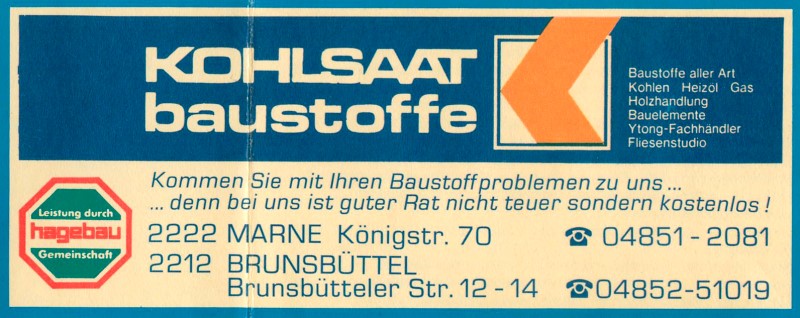 KOHLSAAT
baustoffe
Baustoffe aller Art
Kohlen Heizöl Gas
Holzhandlung
Bauelemente
Ytong-Fachhändler
Fliesenstudio
Kommen Sie mit Ihren Baustoffproblemen zu uns...
... denn bei uns ist guter Rat nicht teuer sondern kostenlos!
Leistung durch
hagebau
Gemeinschaft
2222 MARNE Königstr. 70 ☎ 04851-2081
2212 BRUNSBÜTTEL
Brunsbütteler Str. 12-14 ☎ 04852-51019